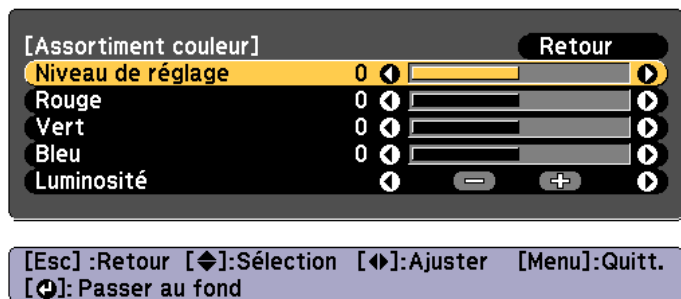 [Assortiment couleur] Retour
Niveau de réglage 0
Rouge 0
Vert 0
Bleu 0
Luminosité
[Esc] :Retour [◆]:Sélection [◆]:Ajuster [Menu]:Quitt.
[↵]: Passer au fond